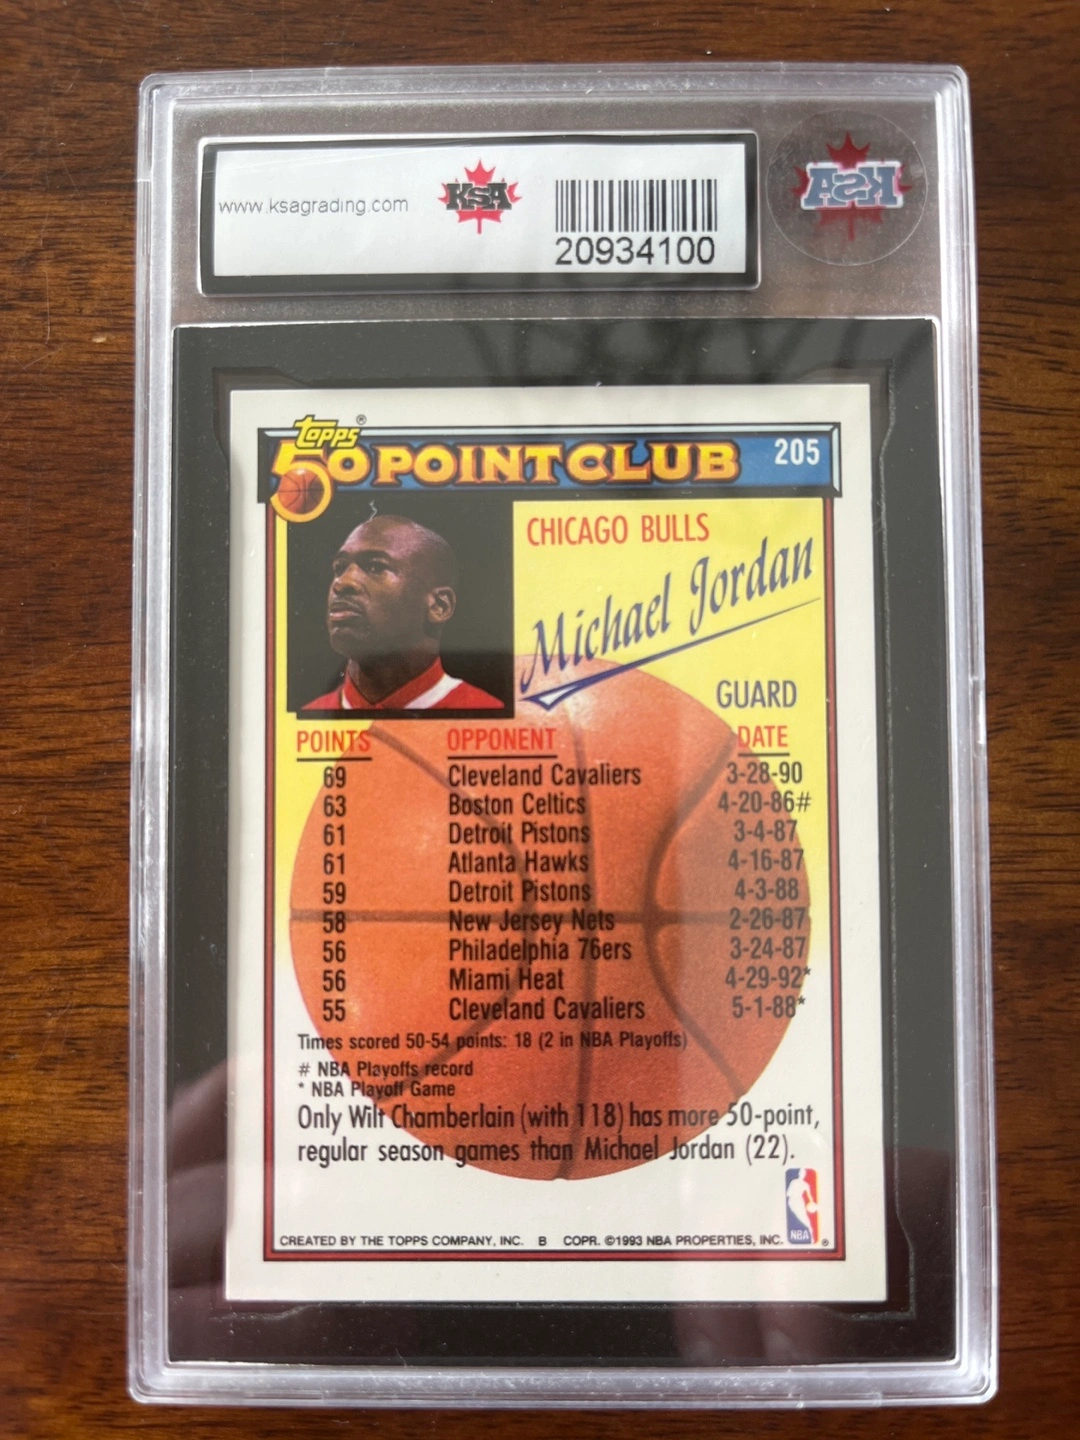 www.ksagrading.com
KSA
20934100
KSA
Topps®
50 POINT CLUB
205
CHICAGO BULLS
Michael Jordan
GUARD
POINTS OPPONENT DATE
69 Cleveland Cavaliers 3-28-90
63 Boston Celtics 4-20-86#
61 Detroit Pistons 3-4-87
61 Atlanta Hawks 4-16-87
59 Detroit Pistons 4-3-88
58 New Jersey Nets 2-26-87
56 Philadelphia 76ers 3-24-87
56 Miami Heat 4-29-92*
55 Cleveland Cavaliers 5-1-88*
Times scored 50-54 points: 18 (2 in NBA Playoffs)
# NBA Playoffs record
* NBA Playoff Game
Only Wilt Chamberlain (with 118) has more 50-point,
regular season games than Michael Jordan (22).
NBA ®
CREATED BY THE TOPPS COMPANY, INC. B COPR. ©1993 NBA PROPERTIES, INC.